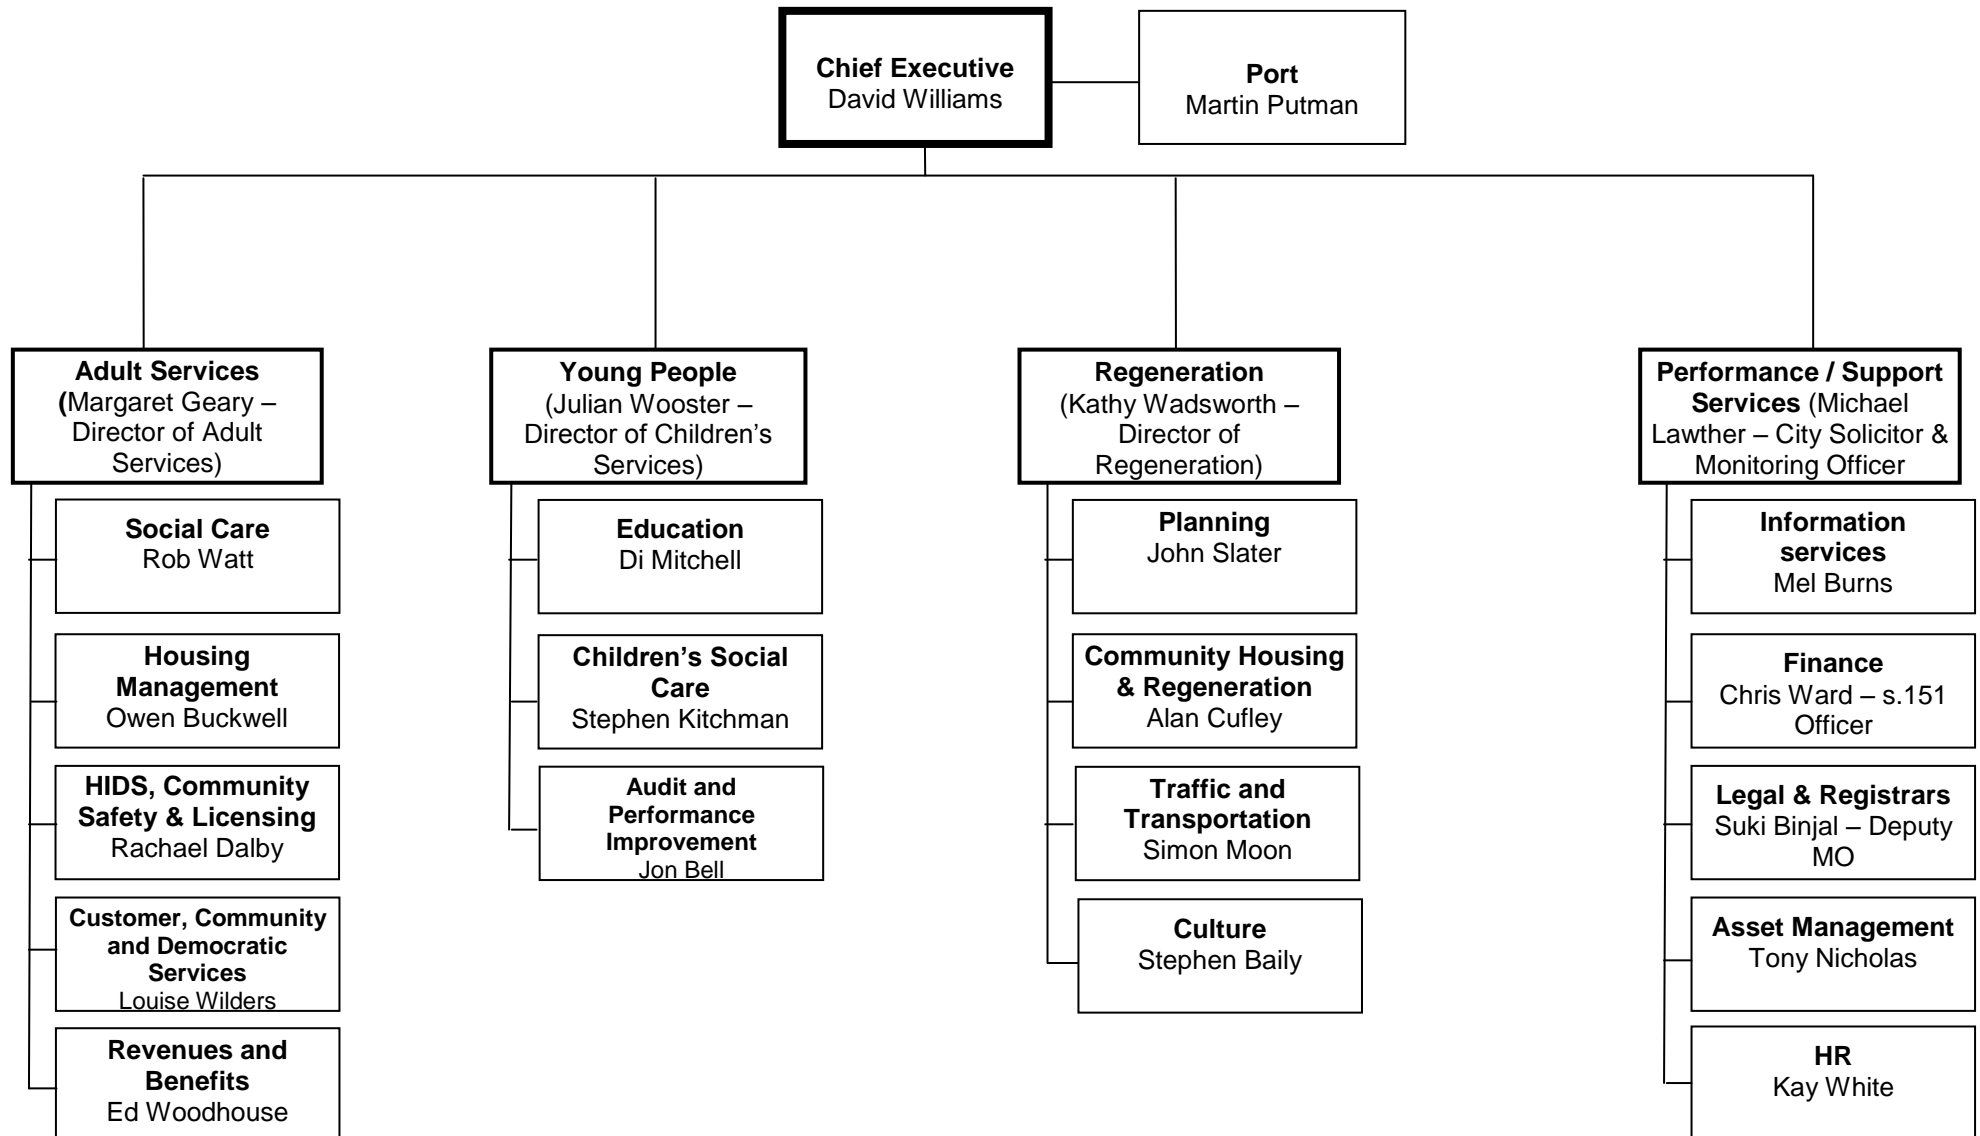 Chief Executive
David Williams
Port
Martin Putman
Adult Services
(Margaret Geary –
Director of Adult
Services)
Social Care
Rob Watt
Housing
Management
Owen Buckwell
HIDS, Community
Safety & Licensing
Rachael Dalby
Customer, Community
and Democratic
Services
Louise Wilders
Revenues and
Benefits
Ed Woodhouse
Young People
(Julian Wooster –
Director of Children’s
Services)
Education
Di Mitchell
Children’s Social
Care
Stephen Kitchman
Audit and
Performance
Improvement
Jon Bell
Regeneration
(Kathy Wadsworth –
Director of
Regeneration)
Planning
John Slater
Community Housing
& Regeneration
Alan Cufley
Traffic and
Transportation
Simon Moon
Culture
Stephen Baily
Performance / Support
Services (Michael
Lawther – City Solicitor &
Monitoring Officer
Information
services
Mel Burns
Finance
Chris Ward – s.151
Officer
Legal & Registrars
Suki Binjal – Deputy
MO
Asset Management
Tony Nicholas
HR
Kay White